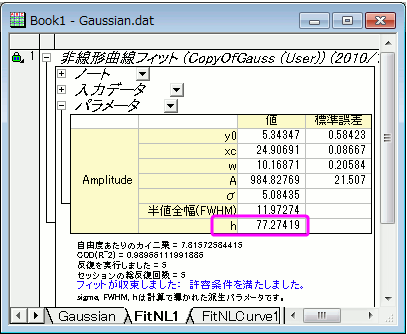 Book1 - Gaussian.dat
1 非線形曲線フィット (CopyOfGauss (User)) (2010/
ノート
入力データ
パラメータ
値 標準誤差
y0 5.34347 0.58423
xc 24.90691 0.08667
w 10.16871 0.20584
Amplitude A 984.82769 21.507
σ 5.08435
半値全幅(FWHM) 11.97274
h 77.27419
自由度あたりのカイ二乗 = 7.81572584415
COD(R^2) = 0.98955111991885
反復を実行しました = 5
セッションの総反復回数 = 5
フィットが収束しました: 許容条件を満たしました。
sigma, FWHM, hは計算で導かれた派生パラメータです。
Gaussian FitNL1 FitNLCurve1